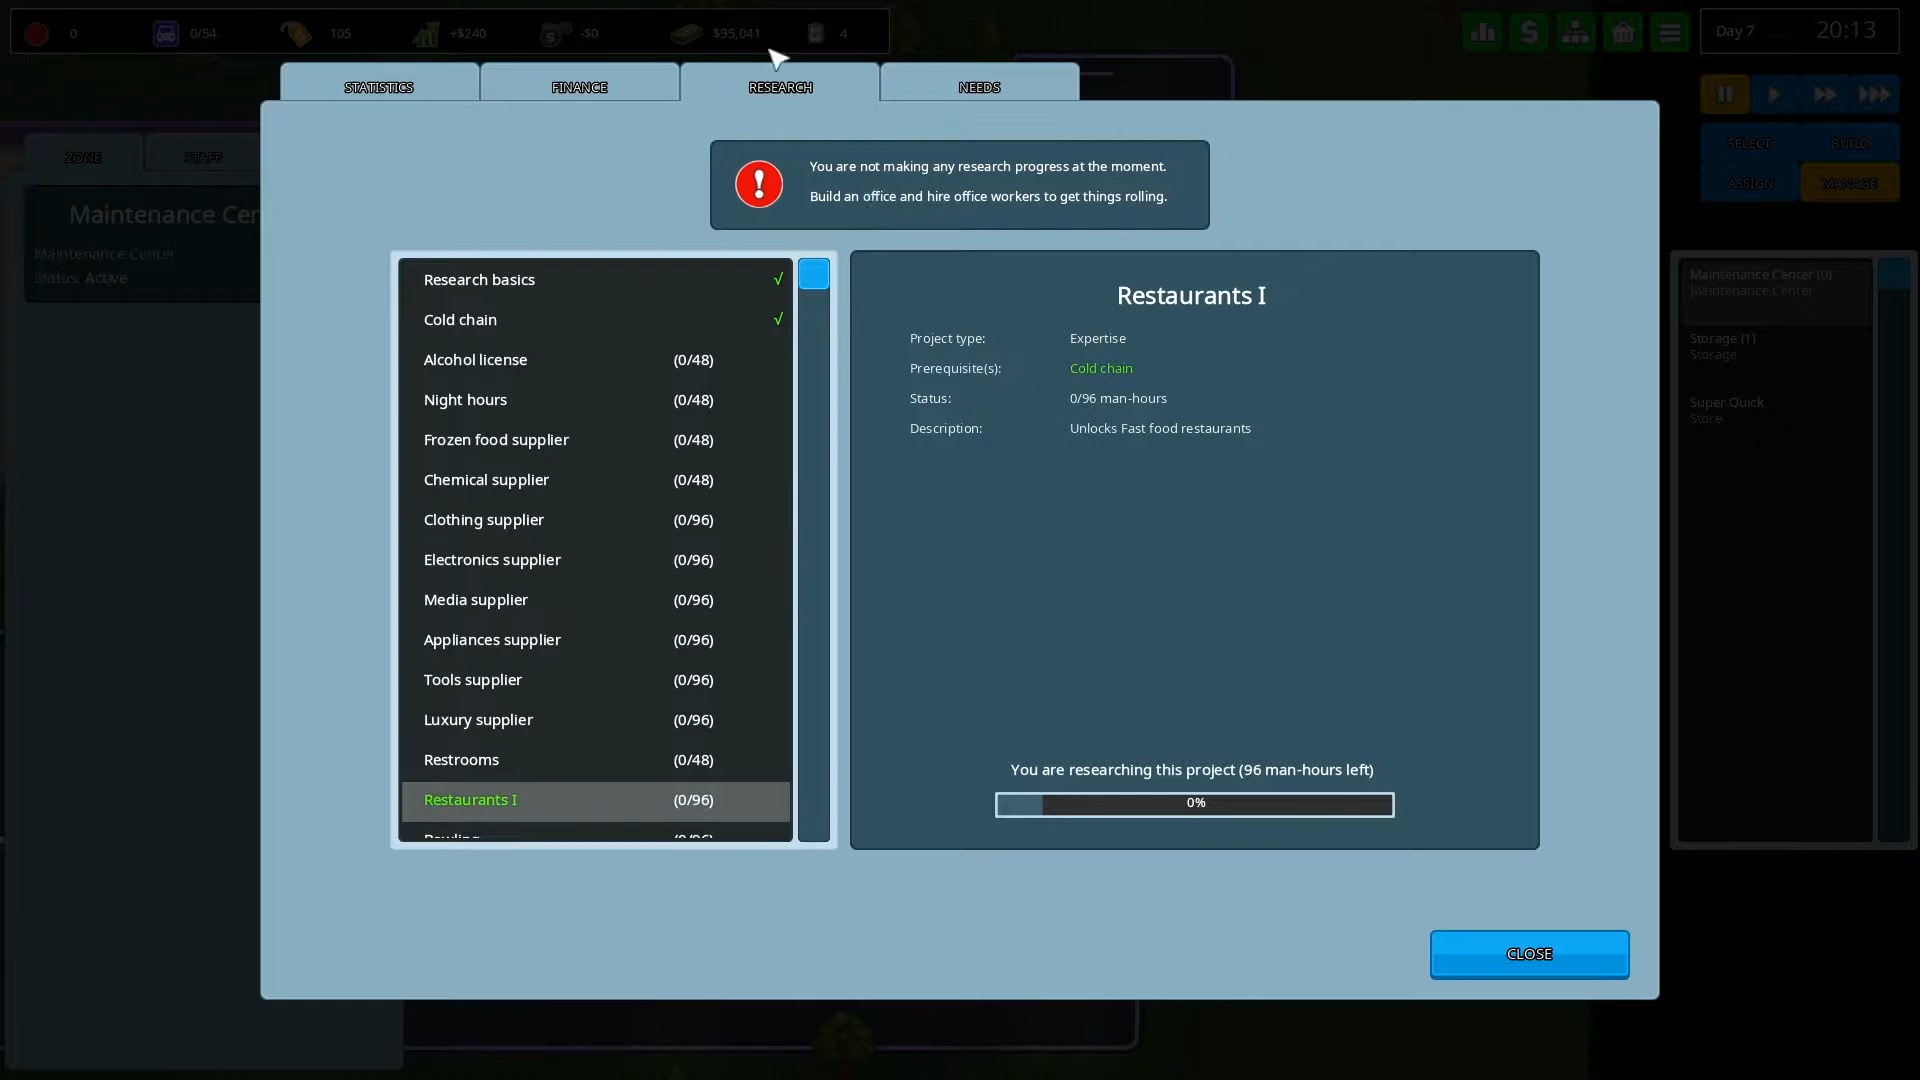 0 0/54 105 +$240 -$0 $95,041 4 Day 7 20:13
STATISTICS FINANCE RESEARCH NEEDS
SELECT BUILD
ASSIGN MANAGE
ZONE STAFF
Maintenance Cen
Maintenance Center
Status: Active
You are not making any research progress at the moment.
Build an office and hire office workers to get things rolling.
Research basics √
Cold chain √
Alcohol license (0/48)
Night hours (0/48)
Frozen food supplier (0/48)
Chemical supplier (0/48)
Clothing supplier (0/96)
Electronics supplier (0/96)
Media supplier (0/96)
Appliances supplier (0/96)
Tools supplier (0/96)
Luxury supplier (0/96)
Restrooms (0/48)
Restaurants I (0/96)
Bowling (0/96)
Restaurants I
Project type: Expertise
Prerequisite(s): Cold chain
Status: 0/96 man-hours
Description: Unlocks Fast food restaurants
You are researching this project (96 man-hours left)
0%
CLOSE
Maintenance Center (0)
Maintenance Center
Storage (1)
Storage
Super Quick
Store